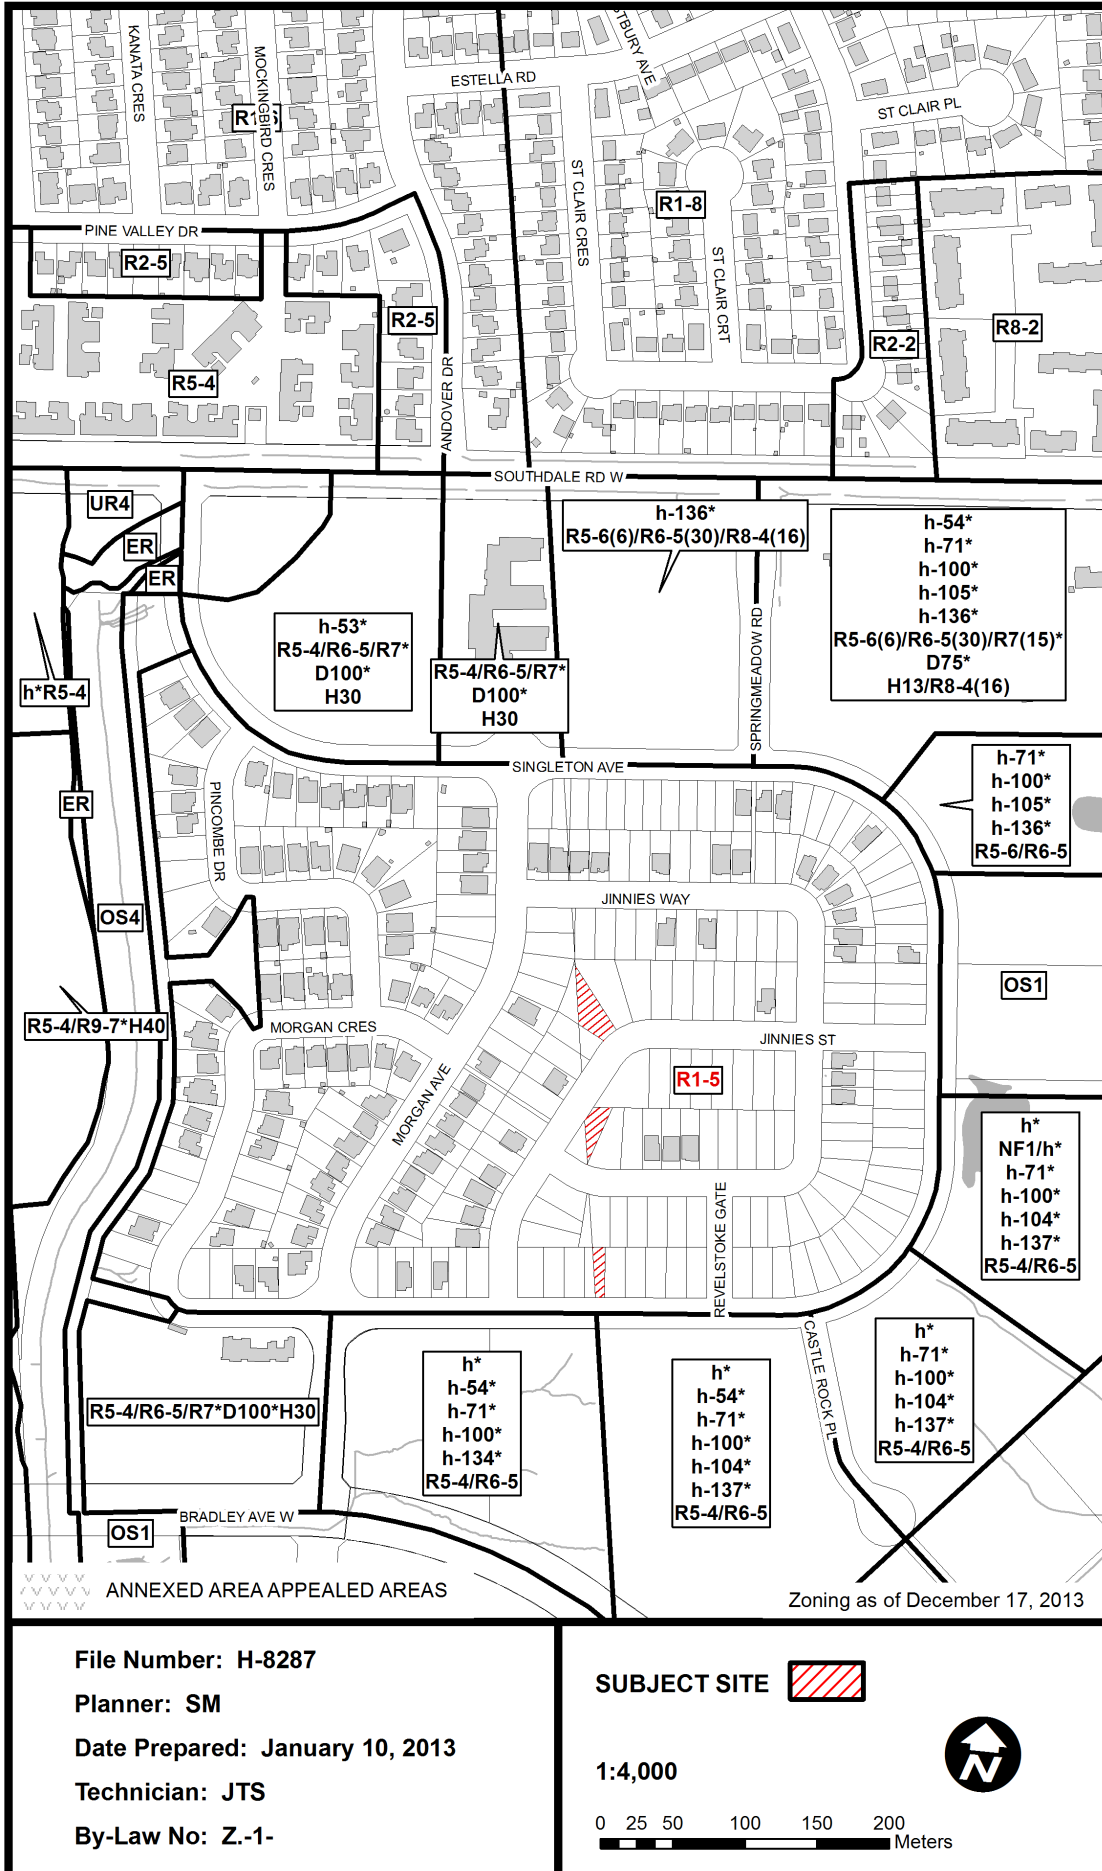 KANATA CRES
MOCKINGBIRD CRES
ESTELLA RD
ST CLAIR PL
ST CLAIR CRES
R1-8
ST CLAIR CRT
PINE VALLEY DR
R2-5
R2-5
R5-4
ANDOVER DR
R2-2
R8-2
SOUTHDALE RD W
UR4
ER
ER
h-136*
R5-6(6)/R6-5(30)/R8-4(16)
h-54*
h-71*
h-100*
h-105*
h-136*
R5-6(6)/R6-5(30)/R7(15)*
D75*
H13/R8-4(16)
h-53*
R5-4/R6-5/R7*
D100*
H30
R5-4/R6-5/R7*
D100*
H30
SPRINGMEADOW RD
h*R5-4
SINGLETON AVE
h-71*
h-100*
h-105*
h-136*
R5-6/R6-5
ER
PINCOMBE DR
JINNIES WAY
OS4
OS1
R5-4/R9-7*H40
MORGAN CRES
JINNIES ST
R1-5
MORGAN AVE
h*
NF1/h*
h-71*
h-100*
h-104*
h-137*
R5-4/R6-5
REVELSTOKE GATE
CASTLE ROCK PL
h*
h-71*
h-100*
h-104*
h-137*
R5-4/R6-5
h*
h-54*
h-71*
h-100*
h-134*
R5-4/R6-5
h*
h-54*
h-71*
h-100*
h-104*
h-137*
R5-4/R6-5
R5-4/R6-5/R7*D100*H30
BRADLEY AVE W
OS1
ANNEXED AREA APPEALED AREAS
Zoning as of December 17, 2013
File Number: H-8287
Planner: SM
Date Prepared: January 10, 2013
Technician: JTS
By-Law No: Z.-1-
SUBJECT SITE
1:4,000
N
0 25 50 100 150 200
Meters